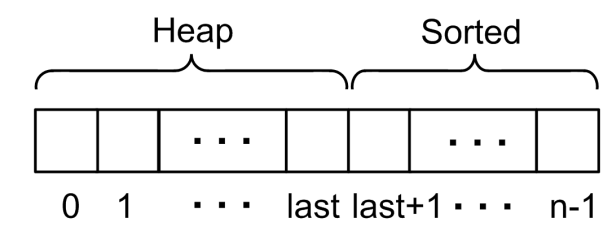 Heap Sorted
... ...
0 1 ... last last+1 ... n-1